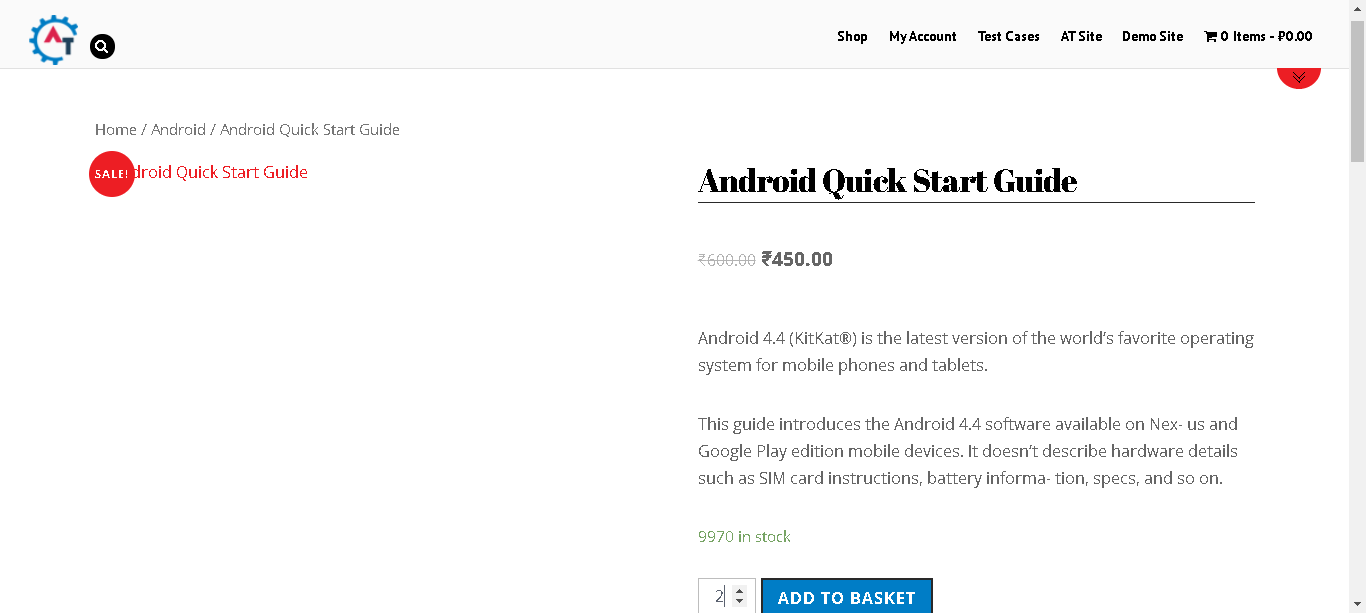 AT
Shop My Account Test Cases AT Site Demo Site 0 Items - ₹0.00
Home / Android / Android Quick Start Guide
SALE! droid Quick Start Guide
Android Quick Start Guide
₹600.00 ₹450.00
Android 4.4 (KitKat®) is the latest version of the world’s favorite operating
system for mobile phones and tablets.
This guide introduces the Android 4.4 software available on Nex- us and
Google Play edition mobile devices. It doesn’t describe hardware details
such as SIM card instructions, battery informa- tion, specs, and so on.
9970 in stock
2 ADD TO BASKET